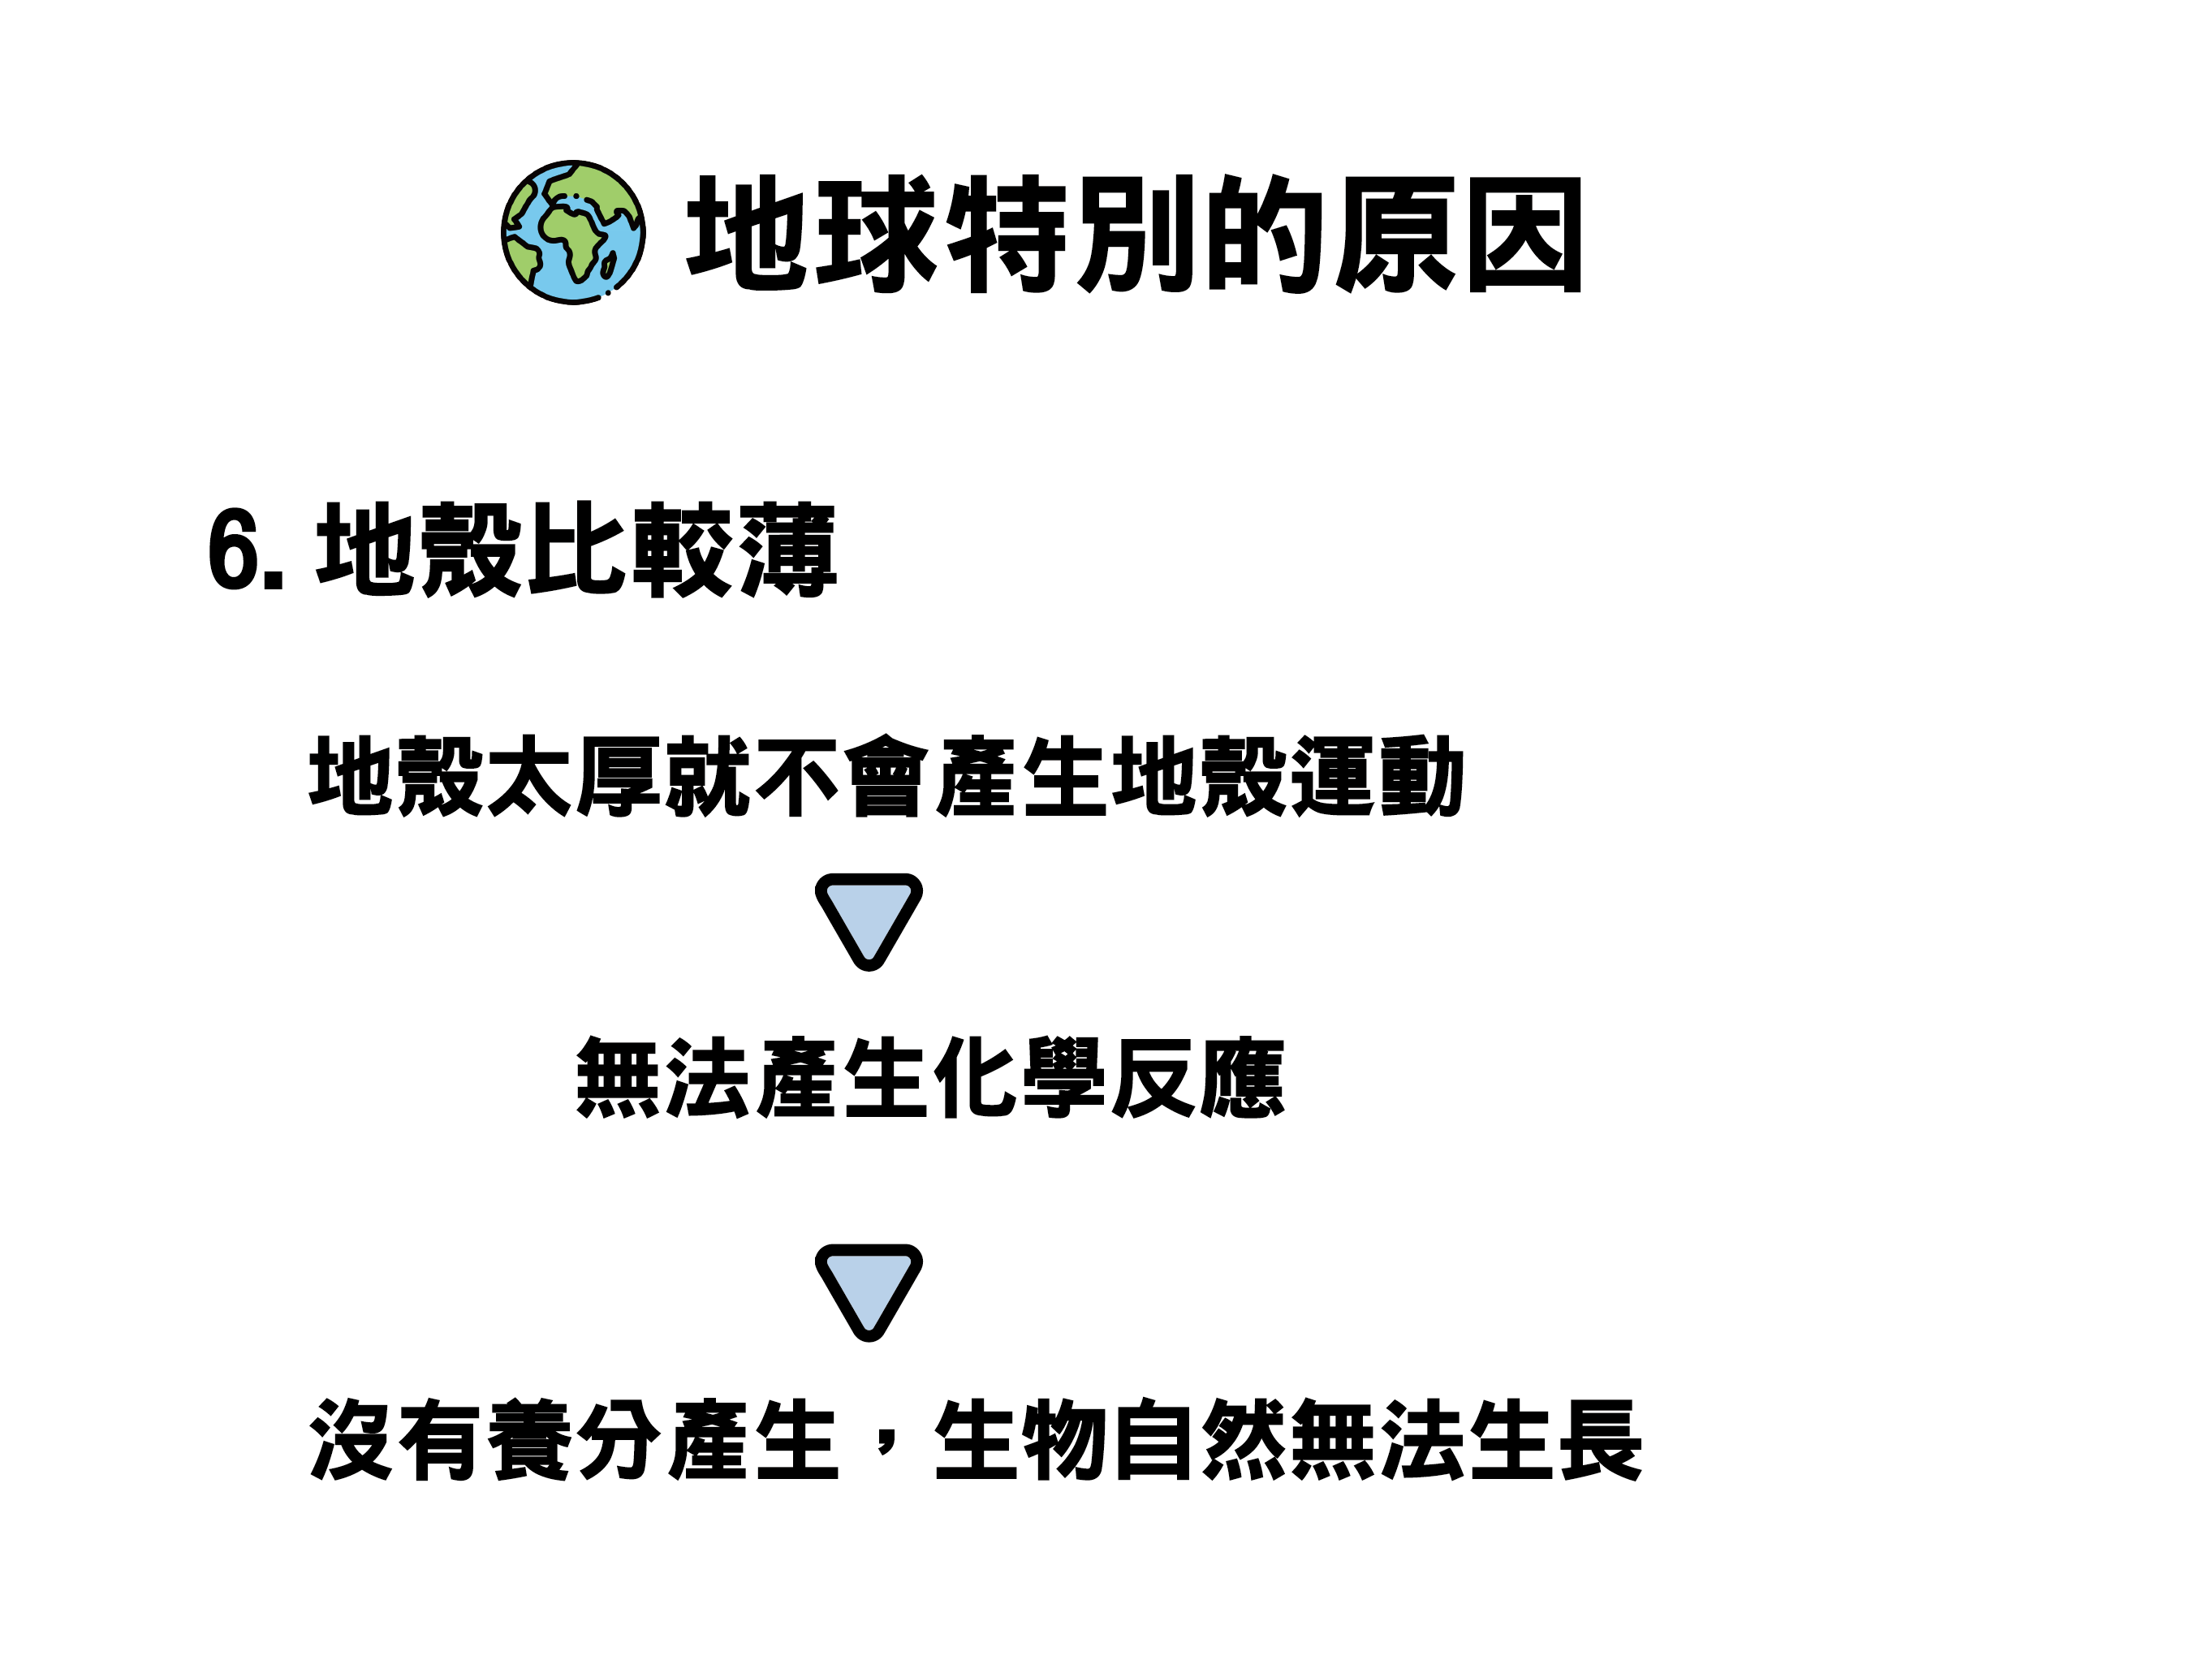 地球特別的原因
6. 地殼比較薄
地殼太厚就不會產生地殼運動
無法產生化學反應
沒有養分產生，生物自然無法生長